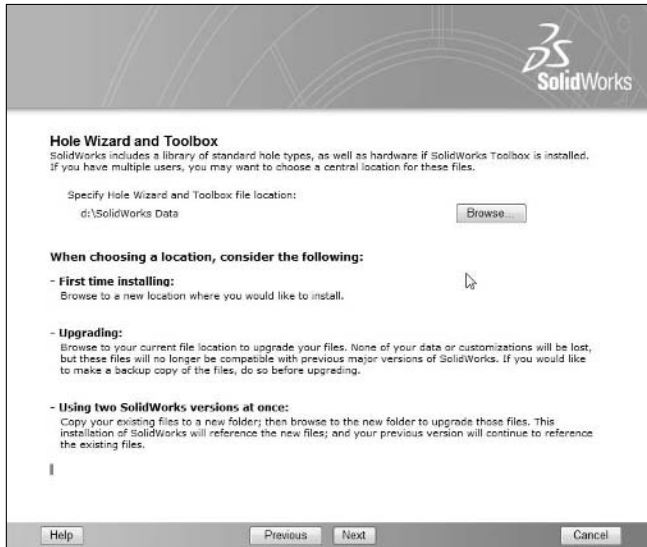 SolidWorks
Hole Wizard and Toolbox
SolidWorks includes a library of standard hole types, as well as hardware if SolidWorks Toolbox is installed.
If you have multiple users, you may want to choose a central location for these files.
Specify Hole Wizard and Toolbox file location:
d:\SolidWorks Data
Browse...
When choosing a location, consider the following:
- First time installing:
Browse to a new location where you would like to install.
- Upgrading:
Browse to your current file location to upgrade your files. None of your data or customizations will be lost,
but these files will no longer be compatible with previous major versions of SolidWorks. If you would like
to make a backup copy of the files, do so before upgrading.
- Using two SolidWorks versions at once:
Copy your existing files to a new folder; then browse to the new folder to upgrade those files. This
installation of SolidWorks will reference the new files; and your previous version will continue to reference
the existing files.
Help
Previous
Next
Cancel